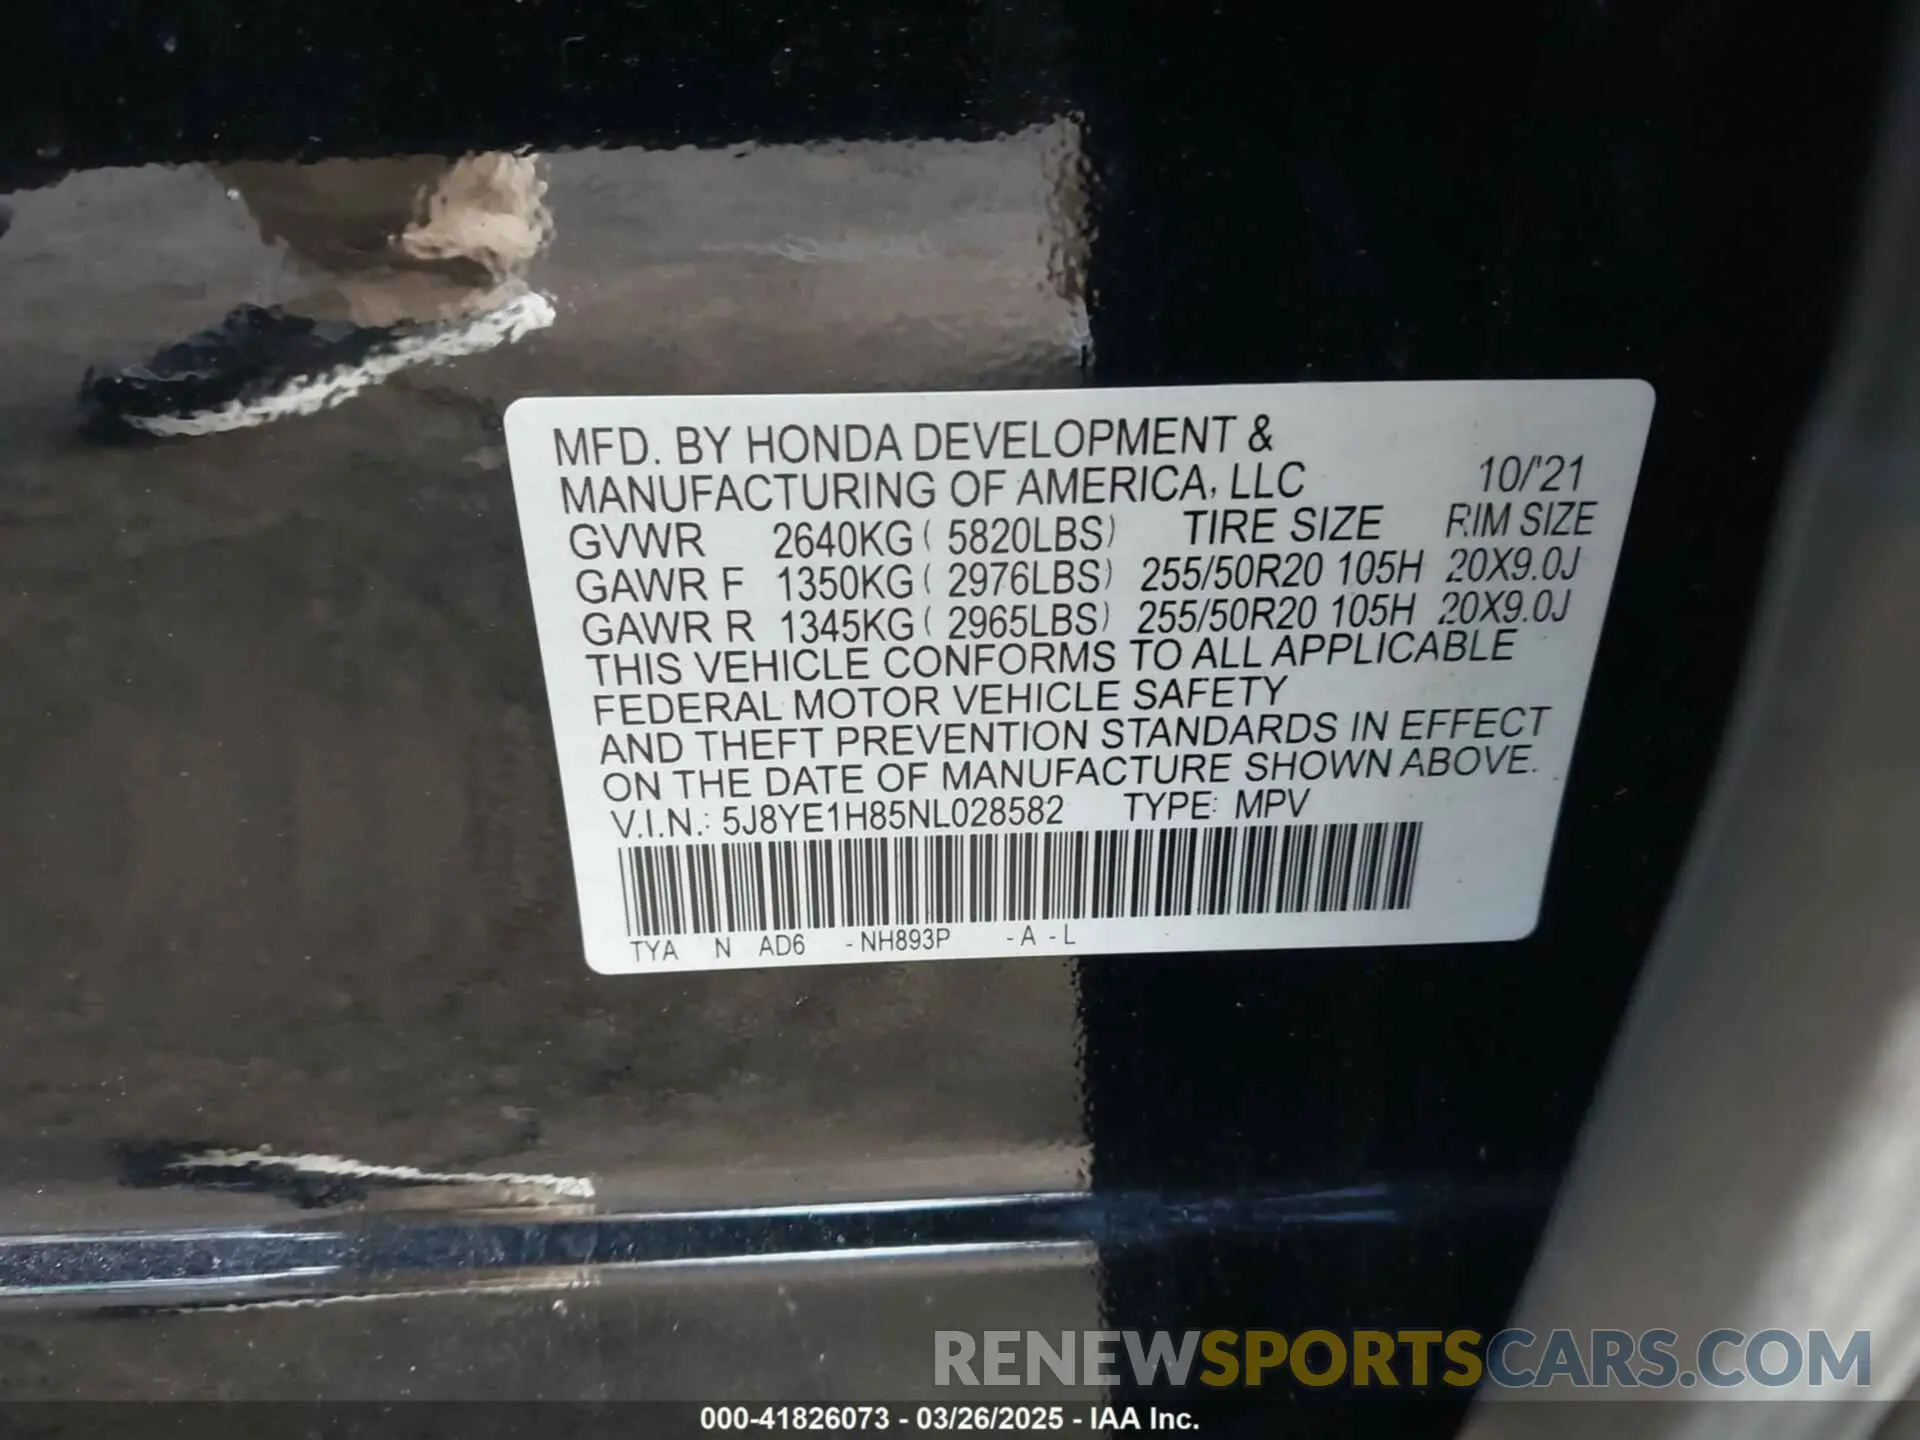 MFD. BY HONDA DEVELOPMENT &
MANUFACTURING OF AMERICA, LLC 10/'21
GVWR 2640KG ( 5820LBS) TIRE SIZE RIM SIZE
GAWR F 1350KG ( 2976LBS) 255/50R20 105H 20X9.0J
GAWR R 1345KG ( 2965LBS) 255/50R20 105H 20X9.0J
THIS VEHICLE CONFORMS TO ALL APPLICABLE
FEDERAL MOTOR VEHICLE SAFETY
AND THEFT PREVENTION STANDARDS IN EFFECT
ON THE DATE OF MANUFACTURE SHOWN ABOVE.
V.I.N.: 5J8YE1H85NL028582 TYPE: MPV
TYA N AD6 - NH893P - A - L
RENEWSPORTSCARS.COM
000-41826073 - 03/26/2025 - IAA Inc.